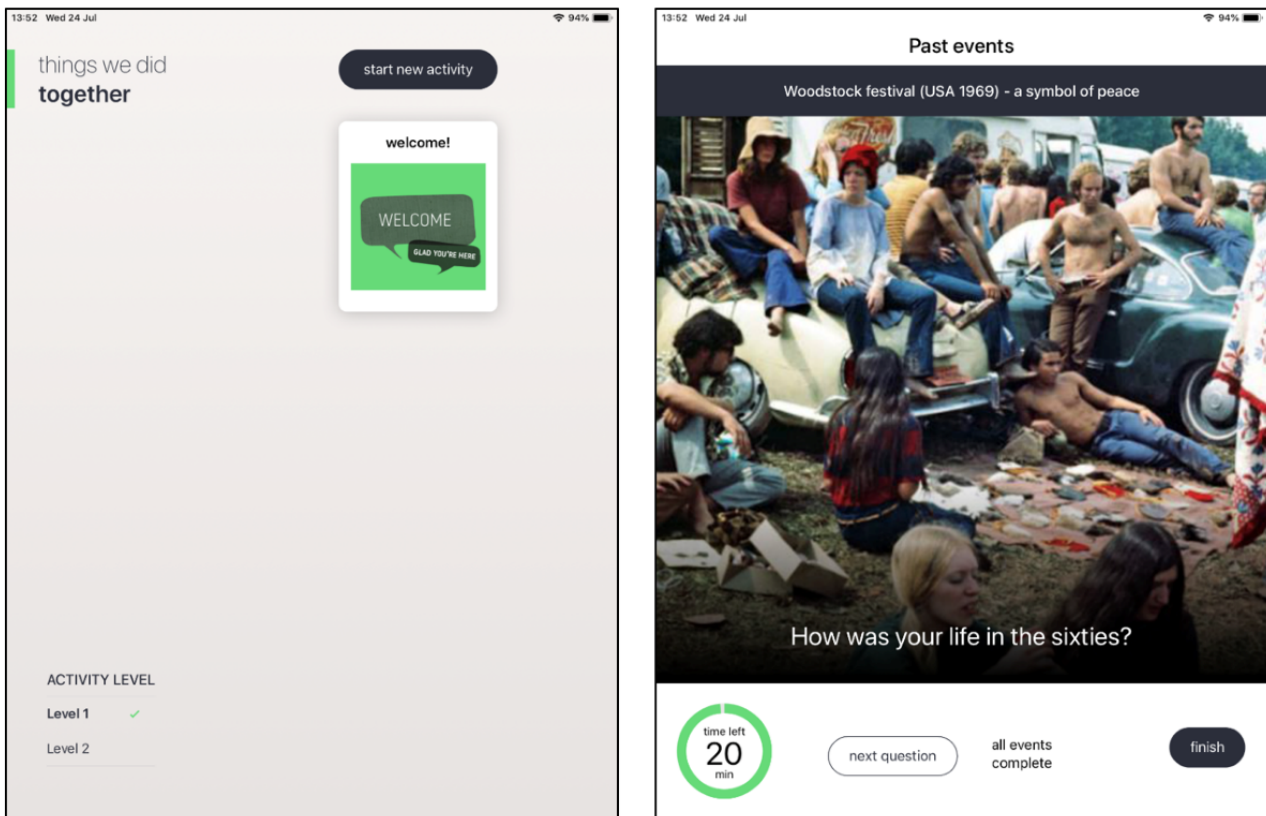 13:52 Wed 24 Jul
94%
things we did
together
start new activity
welcome!
WELCOME
GLAD YOU'RE HERE
ACTIVITY LEVEL
Level 1
Level 2
13:52 Wed 24 Jul
94%
Past events
Woodstock festival (USA 1969) - a symbol of peace
How was your life in the sixties?
time left
20
min
next question
all events
complete
finish